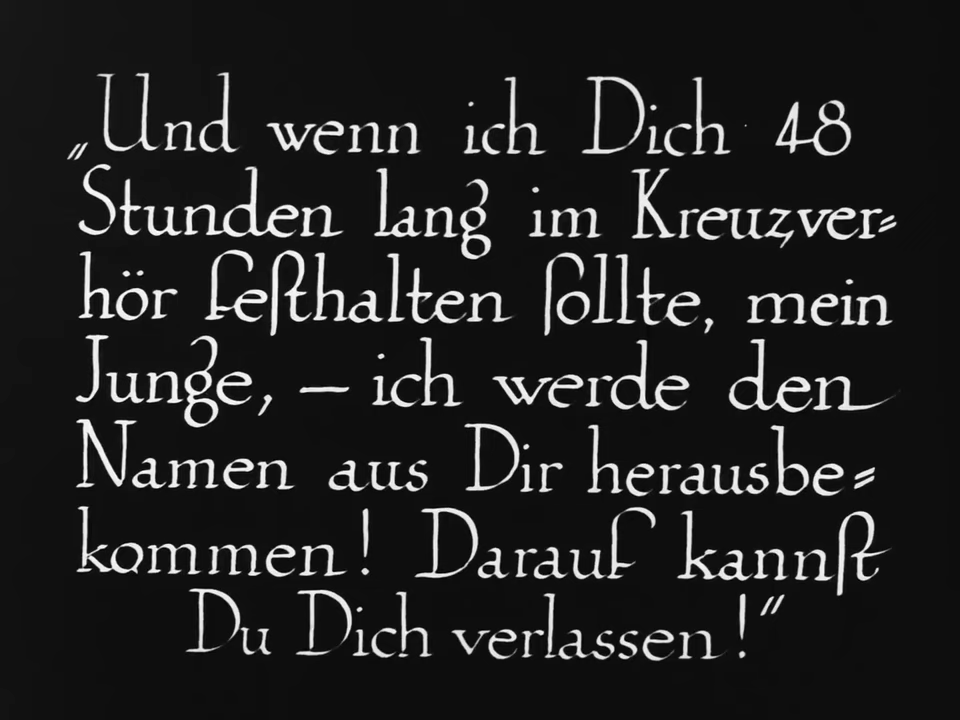 „Und wenn ich Dich 48
Stunden lang im Kreuzver⸗
hör feſthalten ſollte, mein
Junge, — ich werde den
Namen aus Dir herausbe⸗
kommen! Darauf kannſt
Du Dich verlassen!“